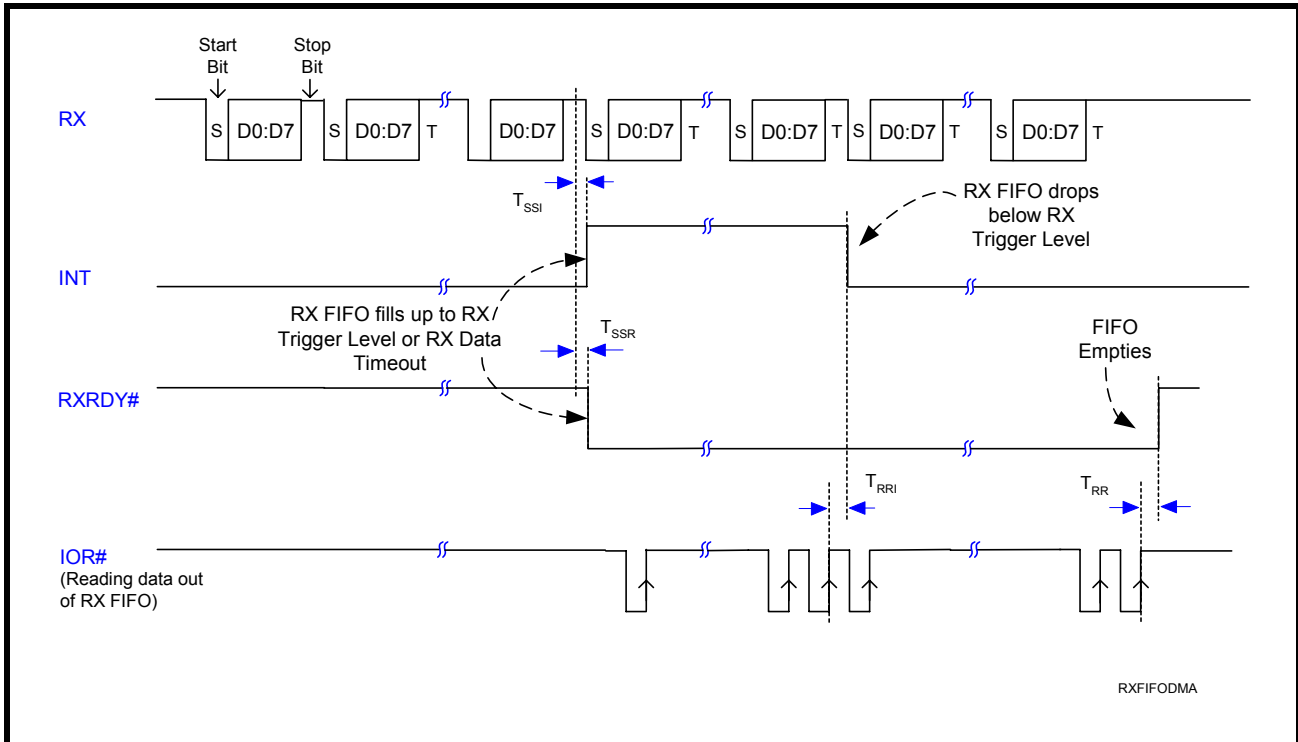 Start
Bit
Stop
Bit
RX
S D0:D7 S D0:D7 T D0:D7 S D0:D7 T S D0:D7 T S D0:D7 T S D0:D7 T
TSSI
RX FIFO drops
below RX
Trigger Level
INT
RX FIFO fills up to RX
Trigger Level or RX Data
Timeout
TSSR
FIFO
Empties
RXRDY#
TRRI
TRR
IOR#
(Reading data out
of RX FIFO)
RXFIFODMA